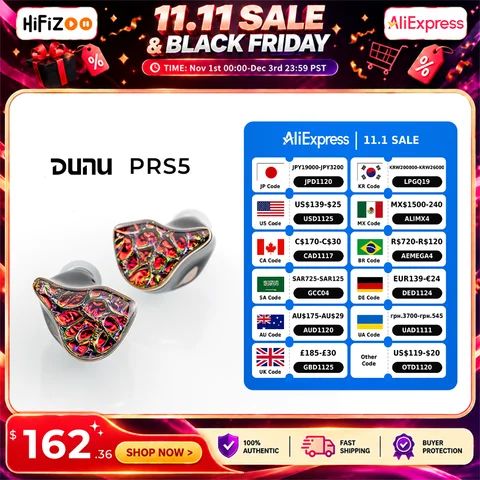 HiFiZOO
11.11 SALE
& BLACK FRIDAY
AliExpress
TIME: Nov 1st 00:00-Dec 3rd 23:59 PST
DUNU PRS5
AliExpress | 11.1 SALE
JP Code
JPY19000-JPY3200
JPD1120
KR Code
KRW200000-KRW26000
LPGQ19
US Code
US$139-$25
USD1125
MX Code
MX$1500-240
ALIMX4
CA Code
C$170-C$30
CAD1117
BR Code
R$720-R$120
AEMEGA4
SA Code
SAR725-SAR125
GCC04
DE Code
EUR139-€24
DED1124
AU Code
AU$175-AU$29
AUD1120
UA Code
грн.3700-грн.545
UAD1111
UK Code
£185-£30
GBD1125
Other
Code
US$119-$20
OTD1120
$162.36
SHOP NOW >
100%
AUTHENTIC
FAST
SHIPPING
BUYER
PROTECTION